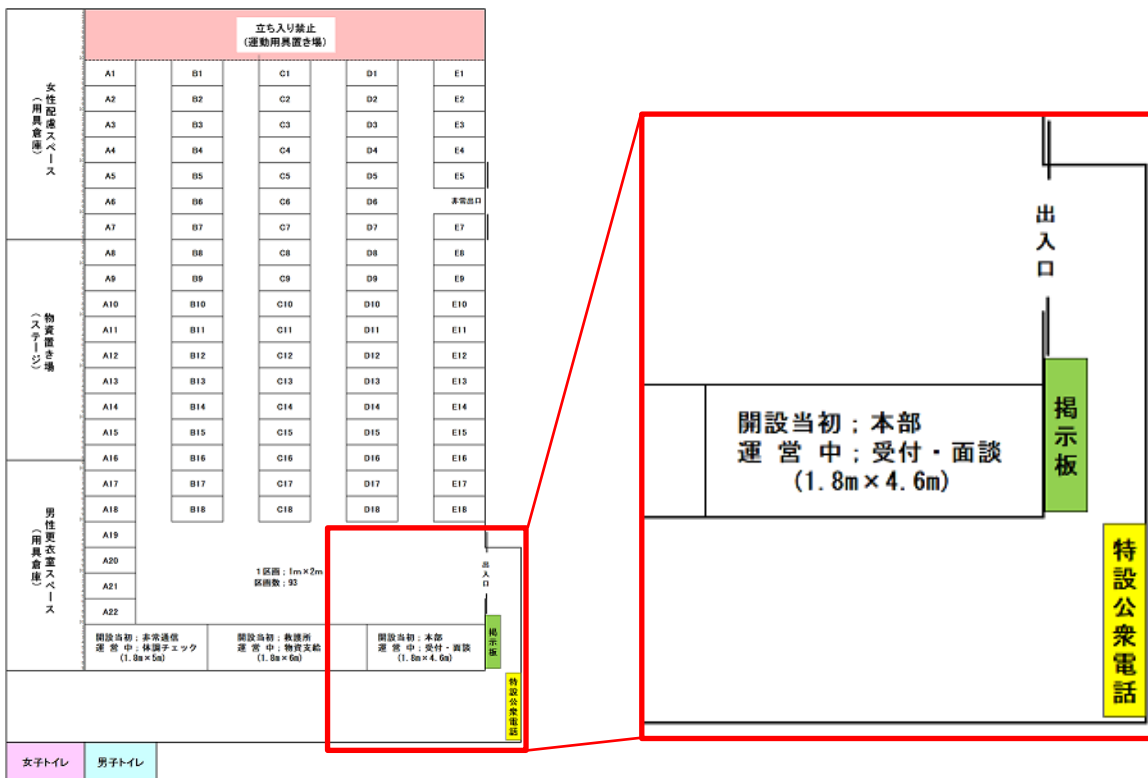 立ち入り禁止
(運動用具置き場)
女性配慮スペース
(用具倉庫)
物資置き場
(ステージ)
男性更衣室スペース
(用具倉庫)
A1 B1 C1 D1 E1
A2 B2 C2 D2 E2
A3 B3 C3 D3 E3
A4 B4 C4 D4 E4
A5 B5 C5 D5 E5
A6 B6 C6 D6 非常出口
A7 B7 C7 D7 E7
A8 B8 C8 D8 E8
A9 B9 C9 D9 E9
A10 B10 C10 D10 E10
A11 B11 C11 D11 E11
A12 B12 C12 D12 E12
A13 B13 C13 D13 E13
A14 B14 C14 D14 E14
A15 B15 C15 D15 E15
A16 B16 C16 D16 E16
A17 B17 C17 D17 E17
A18 B18 C18 D18 E18
A19
A20
A21
A22
1区画;1m×2m
区画数;93
出入口
開設当初;非常通信
運営中;体調チェック
(1.8m×5m)
開設当初;救護所
運営中;物資支給
(1.8m×6m)
開設当初;本部
運営中;受付・面談
(1.8m×4.6m)
掲示板
特設公衆電話
女子トイレ
男子トイレ
出入口
開設当初;本部
運営中;受付・面談
(1.8m×4.6m)
掲示板
特設公衆電話